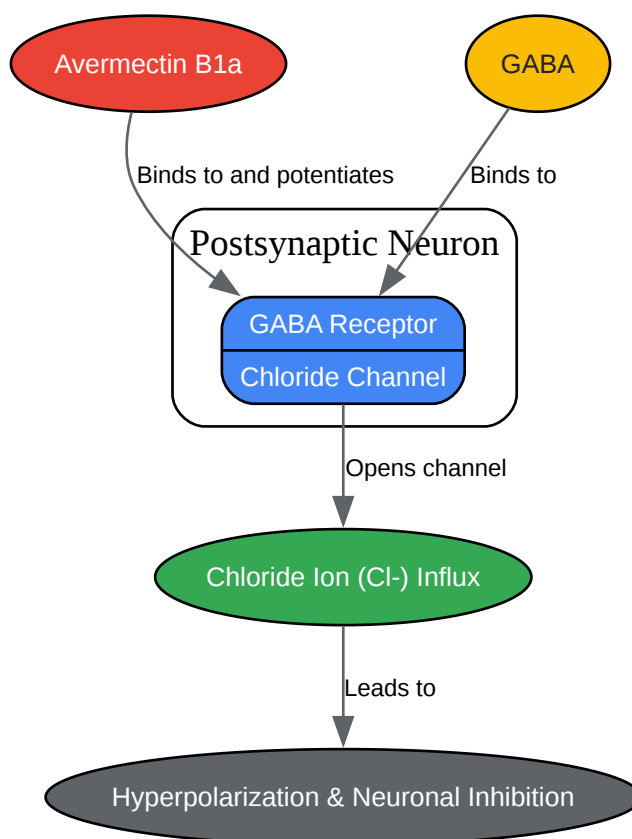 Avermectin B1a
GABA
Binds to and potentiates
Binds to
Postsynaptic Neuron
GABA Receptor
Chloride Channel
Opens channel
Chloride Ion (Cl-) Influx
Leads to
Hyperpolarization & Neuronal Inhibition